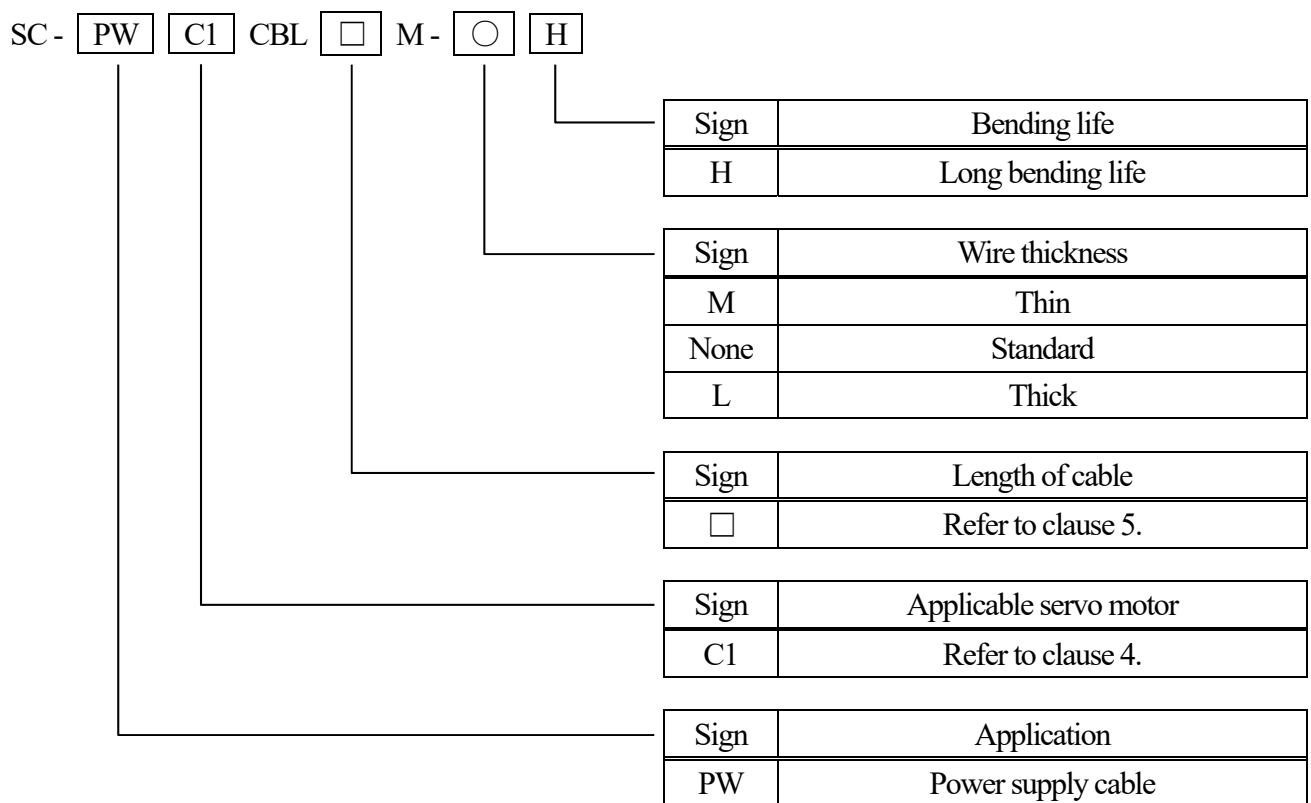 SC - PW C1 CBL □ M - ○ H
Sign Bending life
H Long bending life
Sign Wire thickness
M Thin
None Standard
L Thick
Sign Length of cable
□ Refer to clause 5.
Sign Applicable servo motor
C1 Refer to clause 4.
Sign Application
PW Power supply cable